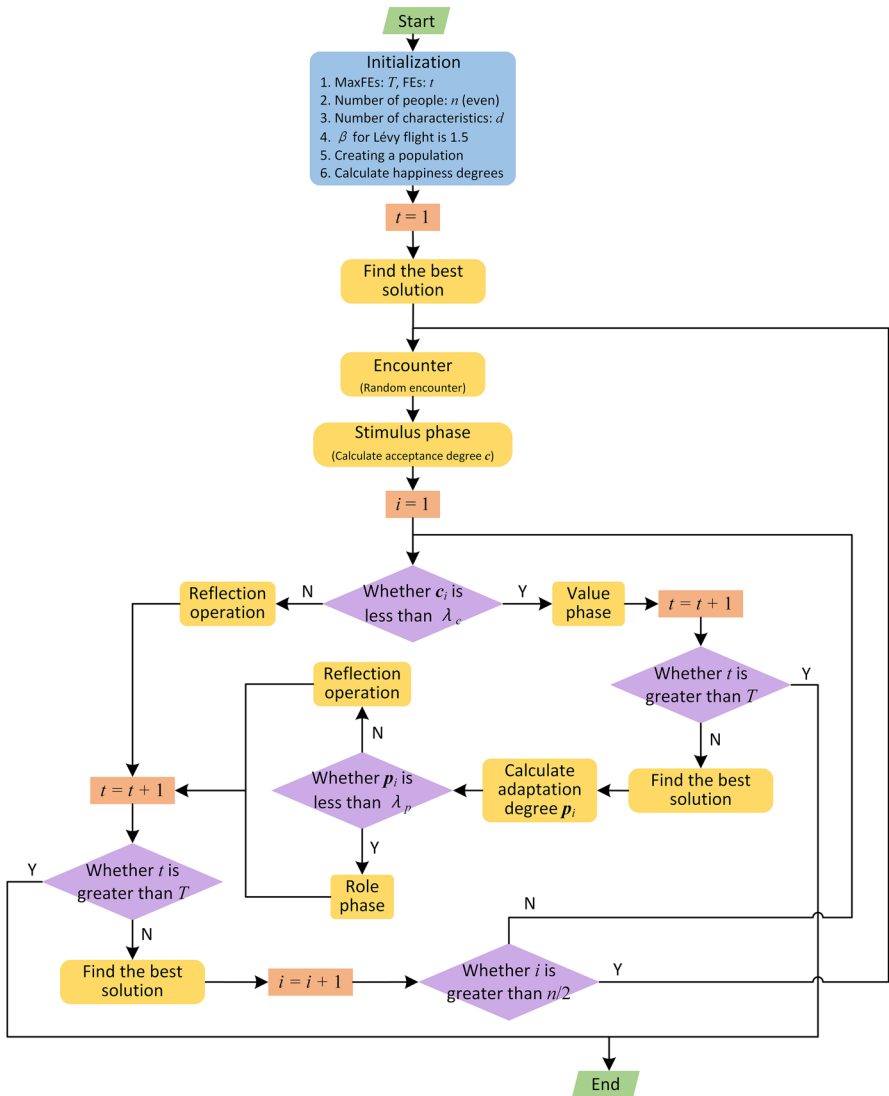 Start
Initialization
1. MaxFEs: T, FEs: t
2. Number of people: n (even)
3. Number of characteristics: d
4. β for Lévy flight is 1.5
5. Creating a population
6. Calculate happiness degrees
t = 1
Find the best
solution
Encounter
(Random encounter)
Stimulus phase
(Calculate acceptance degree c)
i = 1
Whether cᵢ is
less than λ_c
N
Y
Reflection
operation
Value
phase
t = t + 1
Whether t is
greater than T
Y
N
Find the best
solution
Calculate
adaptation
degree pᵢ
Whether pᵢ is
less than λₚ
N
Y
Reflection
operation
Role
phase
t = t + 1
Whether t is
greater than T
Y
N
Find the best
solution
i = i + 1
Whether i is
greater than n/2
N
Y
End